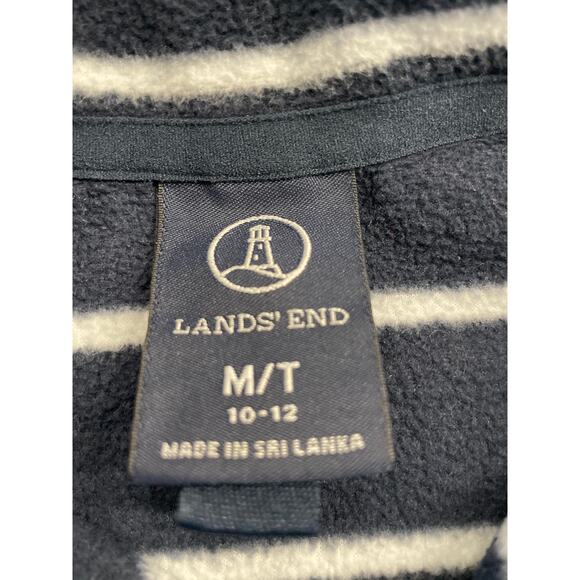 LANDS' END
M/T
10-12
MADE IN SRI LANKA